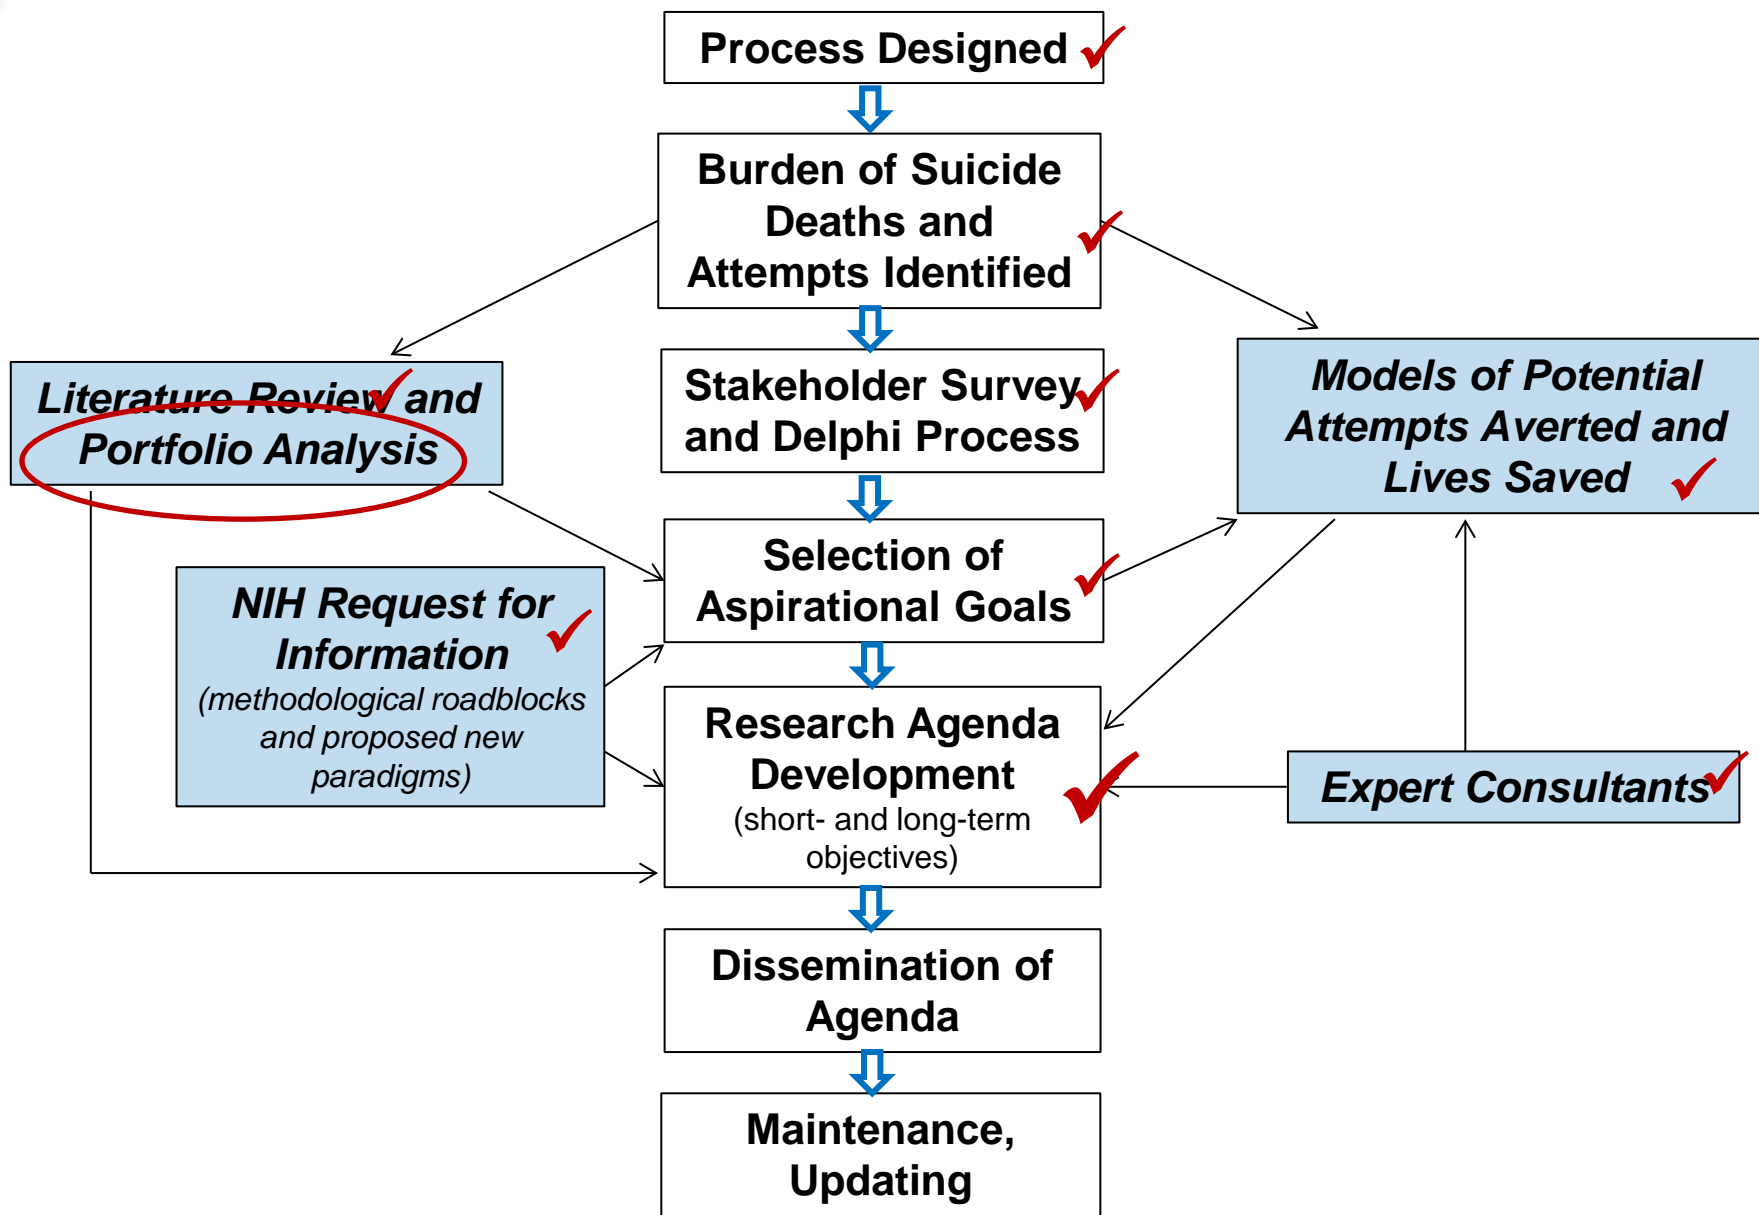 Process Designed
Burden of Suicide
Deaths and
Attempts Identified
Literature Review and
Portfolio Analysis
Stakeholder Survey
and Delphi Process
Models of Potential
Attempts Averted and
Lives Saved
Selection of
Aspirational Goals
NIH Request for
Information
(methodological roadblocks
and proposed new
paradigms)
Research Agenda
Development
(short- and long-term
objectives)
Expert Consultants
Dissemination of
Agenda
Maintenance,
Updating